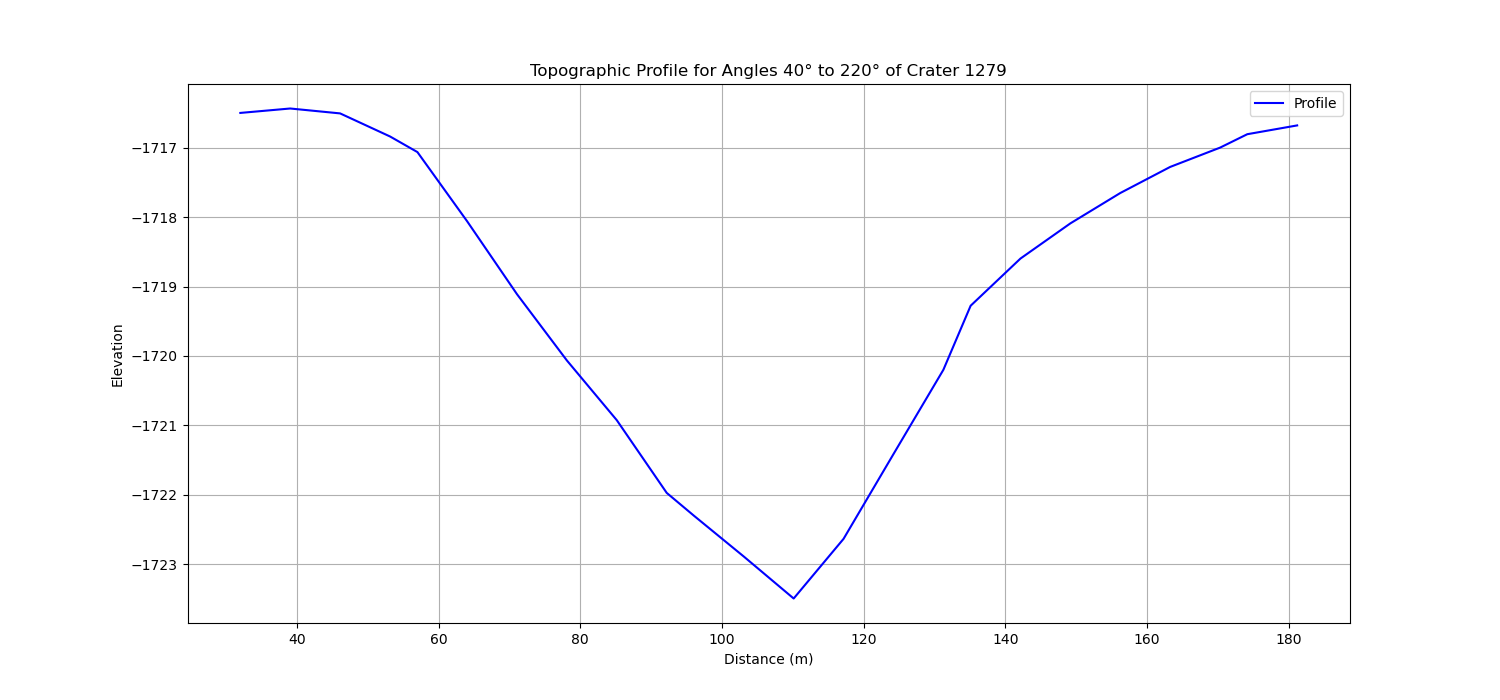 Topographic Profile for Angles 40° to 220° of Crater 1279
Profile
−1717
−1718
−1719
−1720
−1721
−1722
−1723
Elevation
40 60 80 100 120 140 160 180
Distance (m)